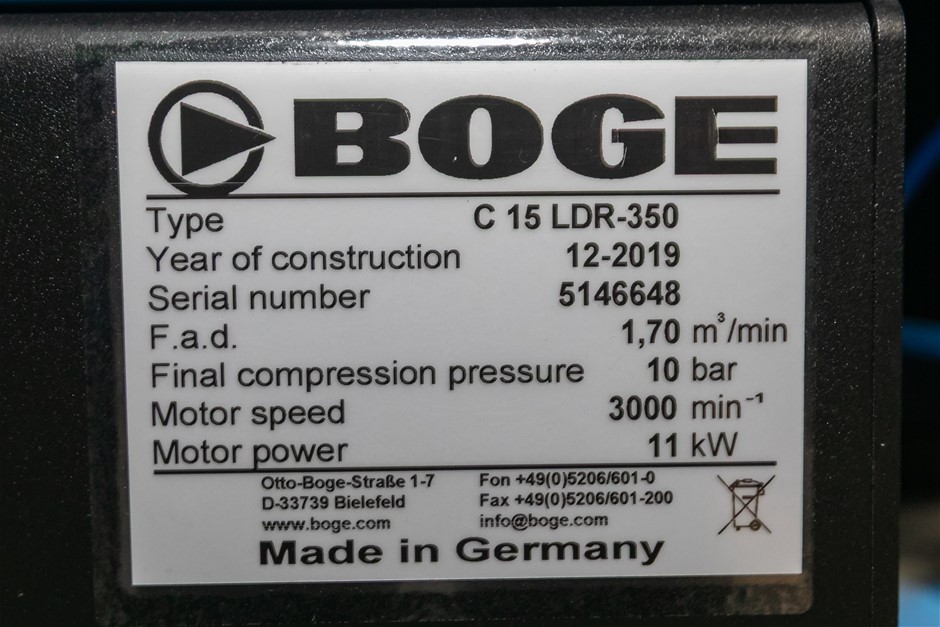 BOGE
Type C 15 LDR-350
Year of construction 12-2019
Serial number 5146648
F.a.d. 1,70 m³/min
Final compression pressure 10 bar
Motor speed 3000 min⁻¹
Motor power 11 kW
Otto-Boge-Straße 1-7 Fon +49(0)5206/601-0
D-33739 Bielefeld Fax +49(0)5206/601-200
www.boge.com info@boge.com
Made in Germany